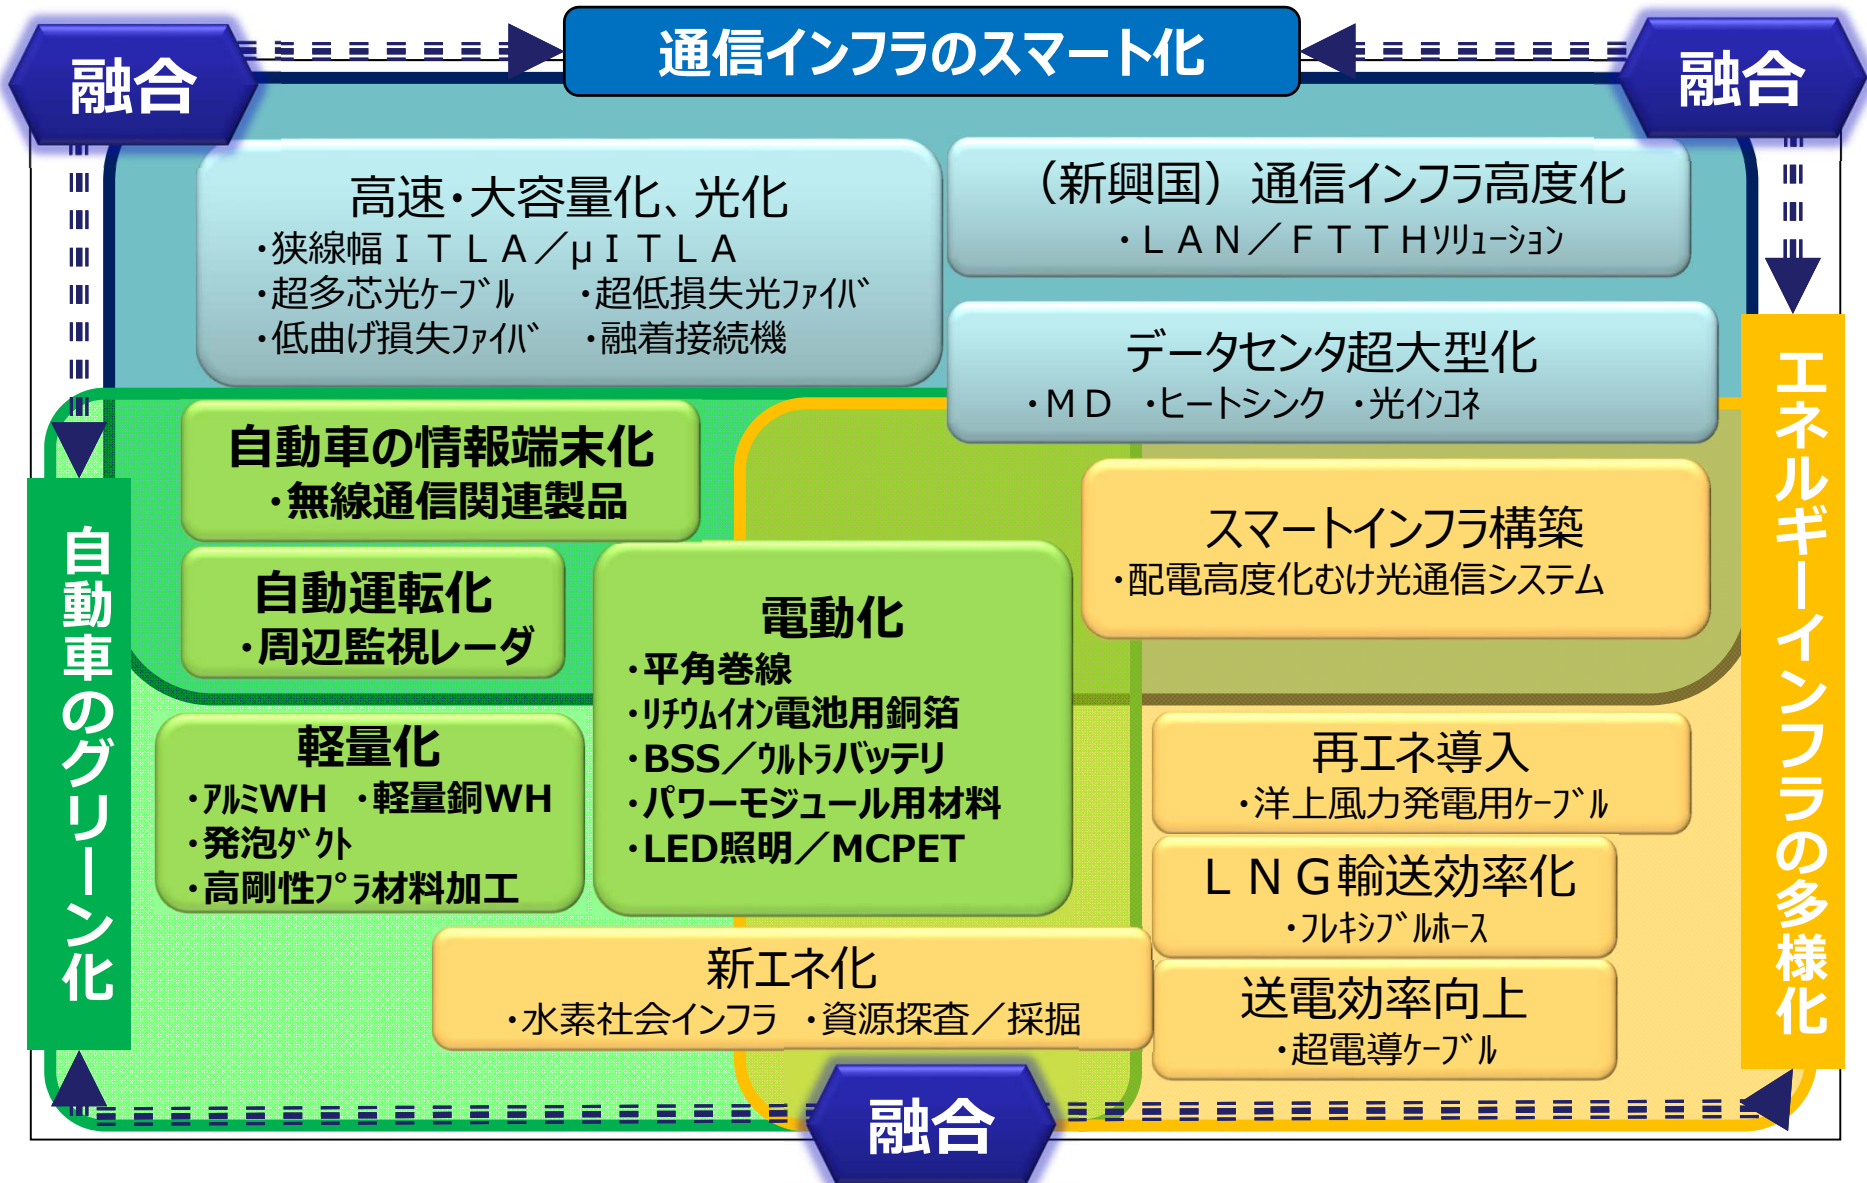 融合
通信インフラのスマート化
融合
高速・大容量化、光化
・狭線幅ＩＴＬＡ／μＩＴＬＡ
・超多芯光ｹｰﾌﾞﾙ ・超低損失光ﾌｧｲﾊﾞ
・低曲げ損失ﾌｧｲﾊﾞ ・融着接続機
（新興国）通信インフラ高度化
・ＬＡＮ／ＦＴＴＨｿﾘｭｰｼｮﾝ
データセンタ超大型化
・ＭＤ ・ヒートシンク ・光ｲﾝｺﾈ
自動車の情報端末化
・無線通信関連製品
自動運転化
・周辺監視レーダ
電動化
・平角巻線
・ﾘﾁｳﾑｲｵﾝ電池用銅箔
・BSS／ｳﾙﾄﾗバッテリ
・パワーモジュール用材料
・LED照明／MCPET
スマートインフラ構築
・配電高度化むけ光通信システム
軽量化
・ｱﾙﾐWH ・軽量銅WH
・発泡ﾀﾞｸﾄ
・高剛性ﾌﾟﾗ材料加工
再エネ導入
・洋上風力発電用ｹｰﾌﾞﾙ
ＬＮＧ輸送効率化
・ﾌﾚｷｼﾌﾞﾙﾎｰｽ
新エネ化
・水素社会インフラ ・資源探査／採掘
送電効率向上
・超電導ｹｰﾌﾞﾙ
自動車のグリーン化
エネルギーインフラの多様化
融合